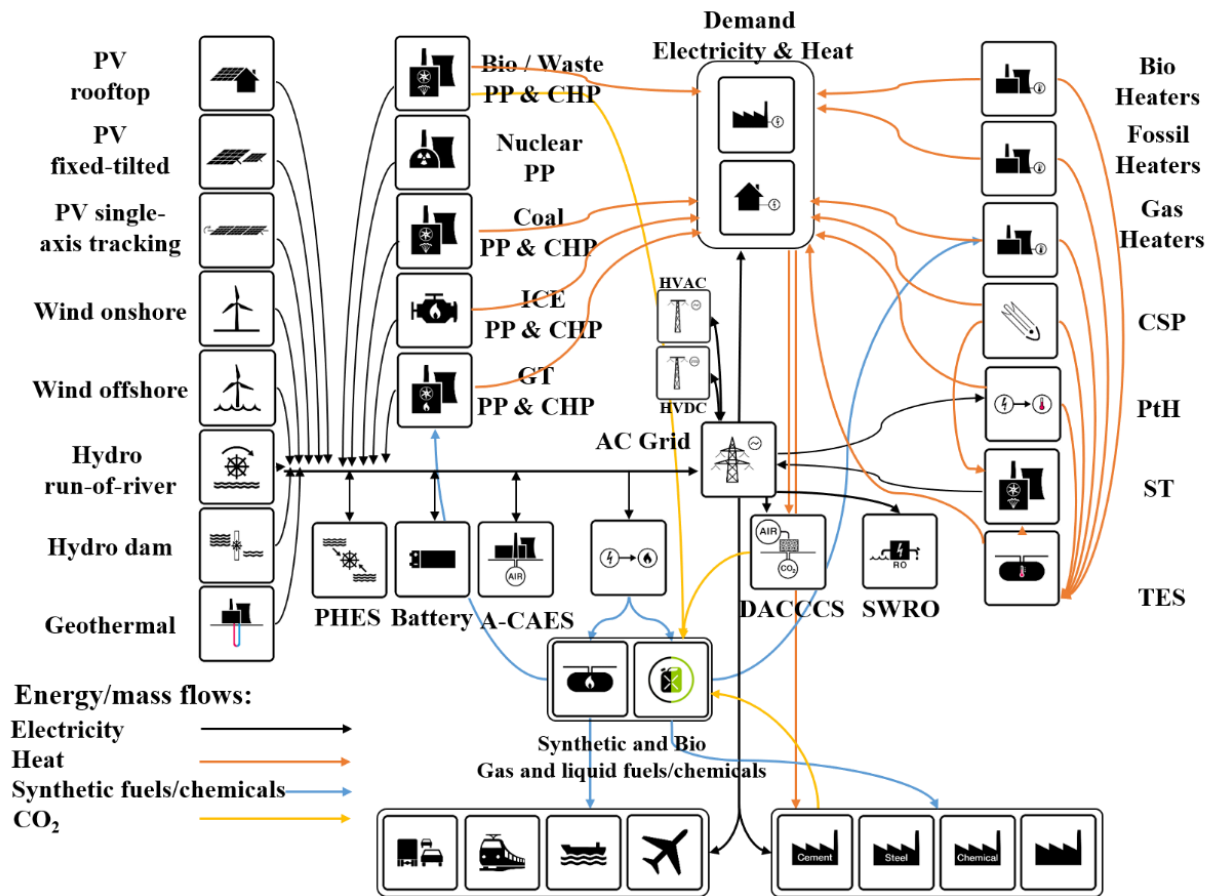 Demand
Electricity & Heat
PV
rooftop
Bio / Waste
PP & CHP
Bio
Heaters
PV
fixed-tilted
Nuclear
PP
Fossil
Heaters
PV single-
axis tracking
Coal
PP & CHP
Gas
Heaters
Wind onshore
ICE
PP & CHP
HVAC
CSP
Wind offshore
GT
PP & CHP
HVDC
PtH
AC Grid
Hydro
run-of-river
ST
Hydro dam
AIR
AIR
CO2
RO
TES
PHES
Battery
A-CAES
DACCCS
SWRO
Geothermal
Energy/mass flows:
Electricity
Heat
Synthetic fuels/chemicals
CO2
Synthetic and Bio
Gas and liquid fuels/chemicals
Cement
Steel
Chemical